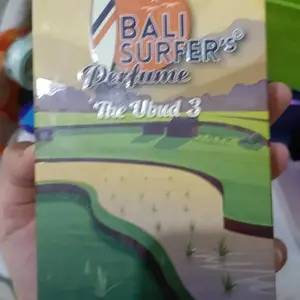 BALI
SURFER's®
Perfume
The Ubud 3